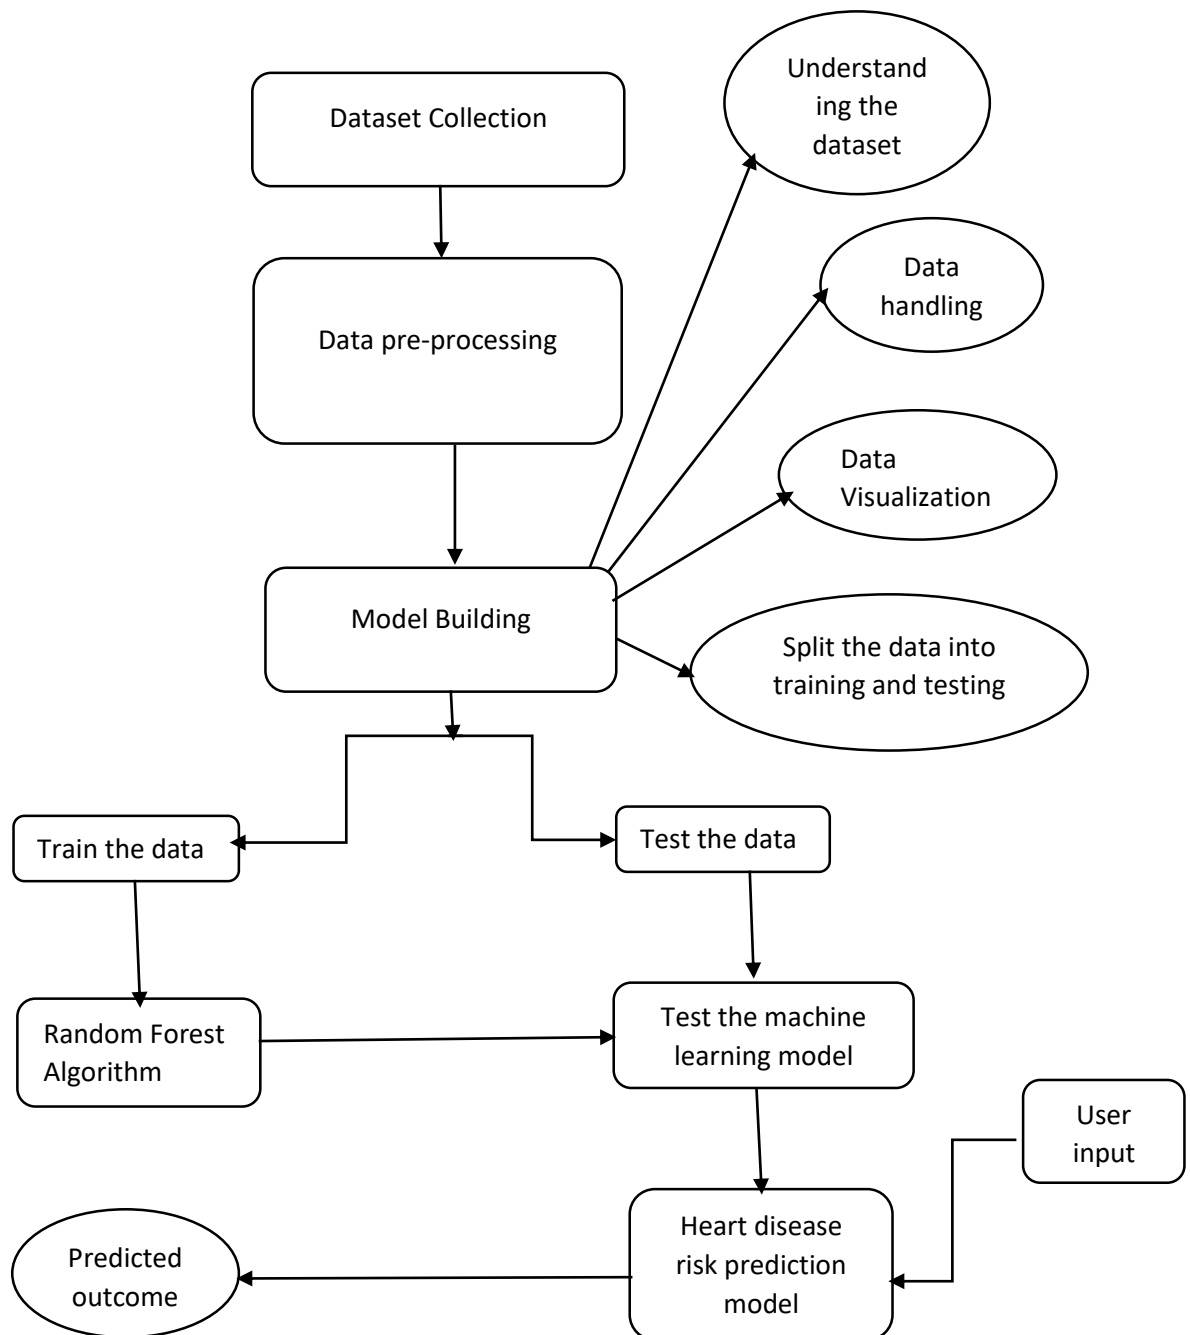 Dataset Collection
Understand
ing the
dataset
Data pre-processing
Data
handling
Data
Visualization
Model Building
Split the data into
training and testing
Train the data
Test the data
Random Forest
Algorithm
Test the machine
learning model
User
input
Heart disease
risk prediction
model
Predicted
outcome